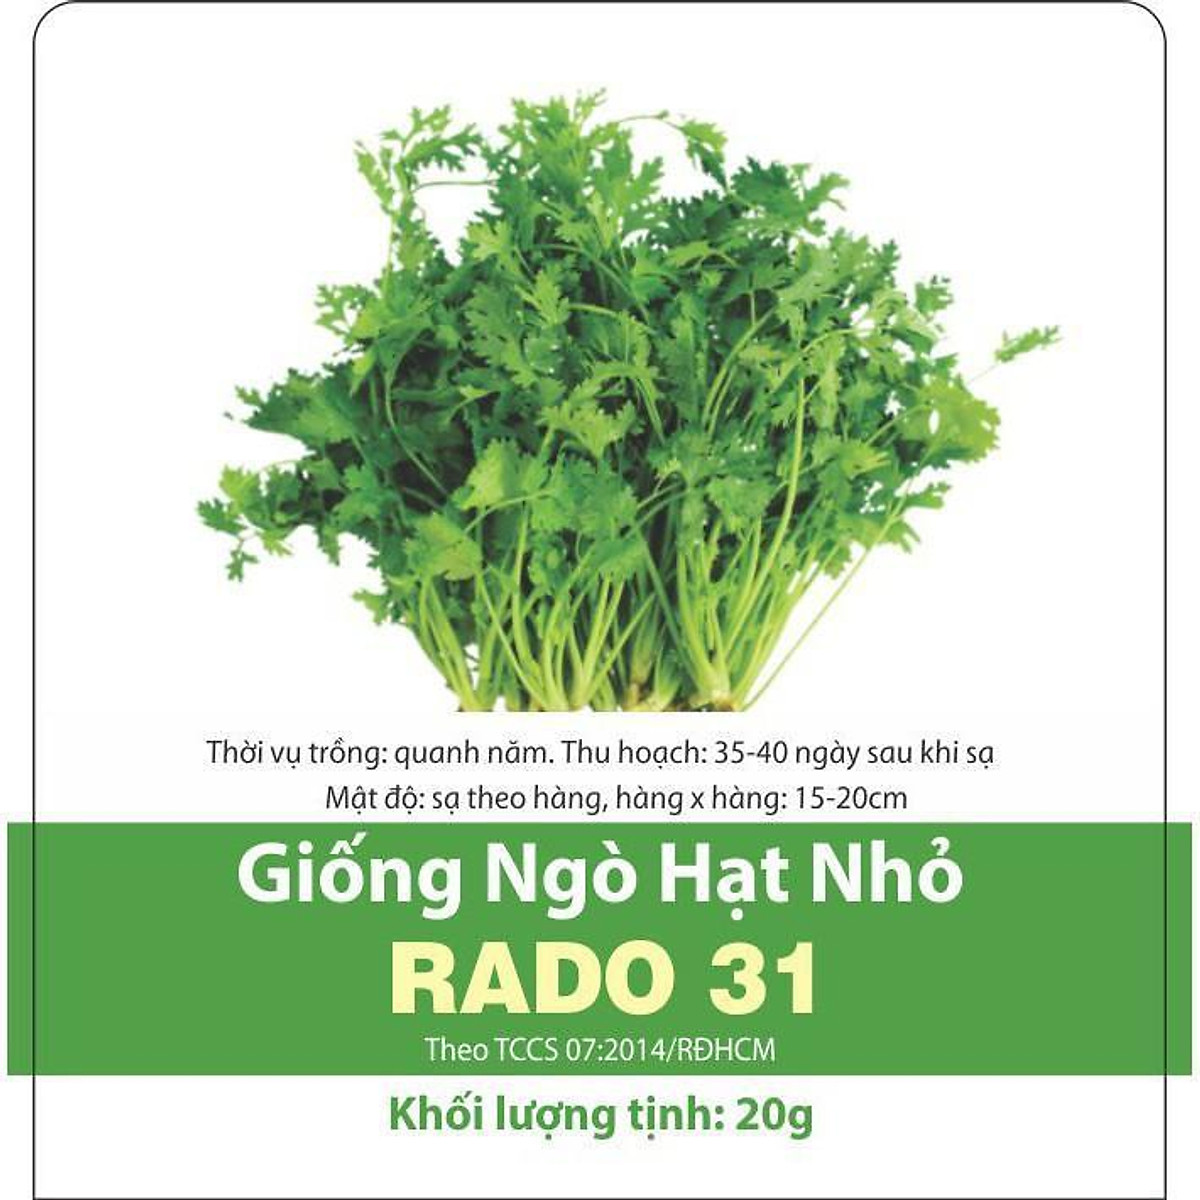 Thời vụ trồng: quanh năm. Thu hoạch: 35-40 ngày sau khi sạ
Mật độ: sạ theo hàng, hàng x hàng: 15-20cm
Giống Ngò Hạt Nhỏ
RADO 31
Theo TCCS 07:2014/RĐHCM
Khối lượng tịnh: 20g